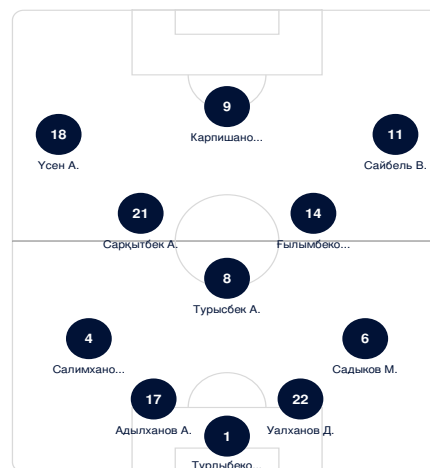 9
Карпишано...
18
Үсен А.
11
Сайбель В.
21
Сарқытбек А.
14
Ғылымбеко...
8
Турысбек А.
4
Салимхано...
6
Садыков М.
17
Адылханов А.
22
Уалханов Д.
1
Турлыбеко...